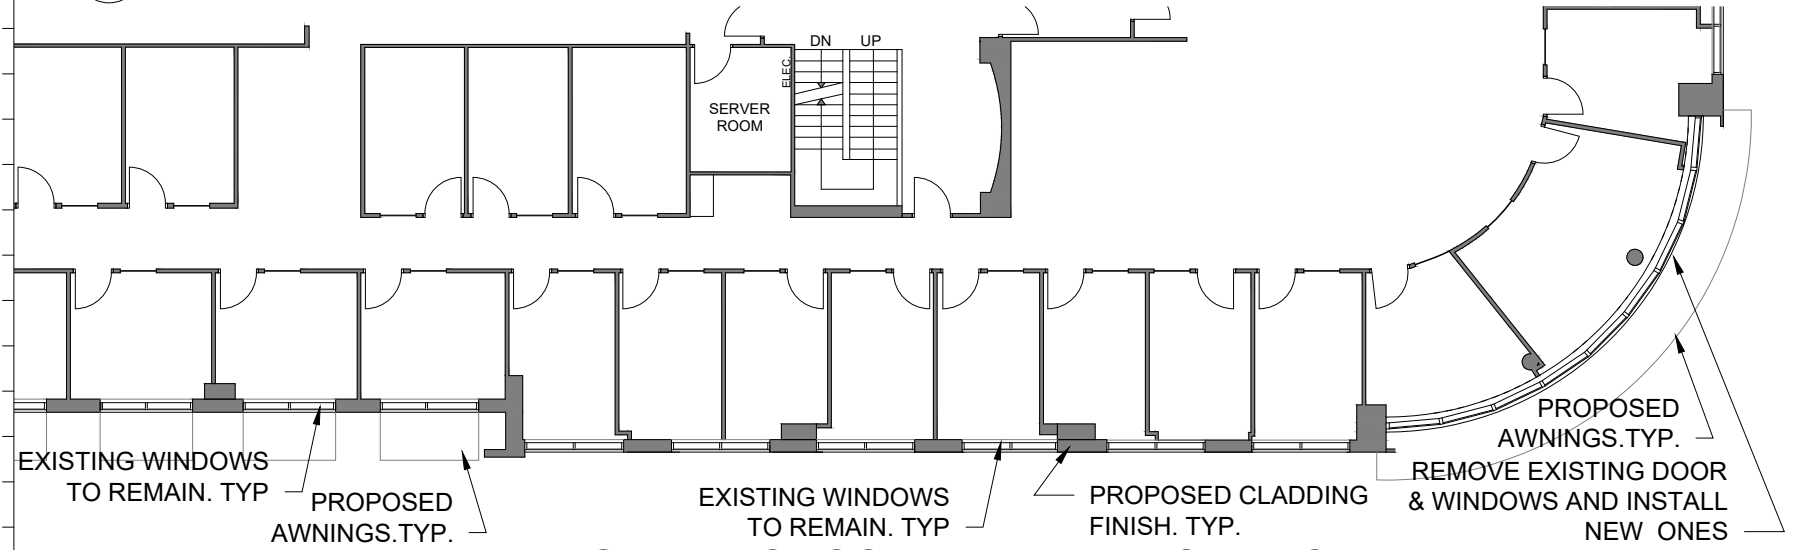 DN UP
ELEC.
SERVER
ROOM
EXISTING WINDOWS
TO REMAIN. TYP
PROPOSED
AWNINGS.TYP.
EXISTING WINDOWS
TO REMAIN. TYP
PROPOSED CLADDING
FINISH. TYP.
PROPOSED
AWNINGS.TYP.
REMOVE EXISTING DOOR
& WINDOWS AND INSTALL
NEW ONES